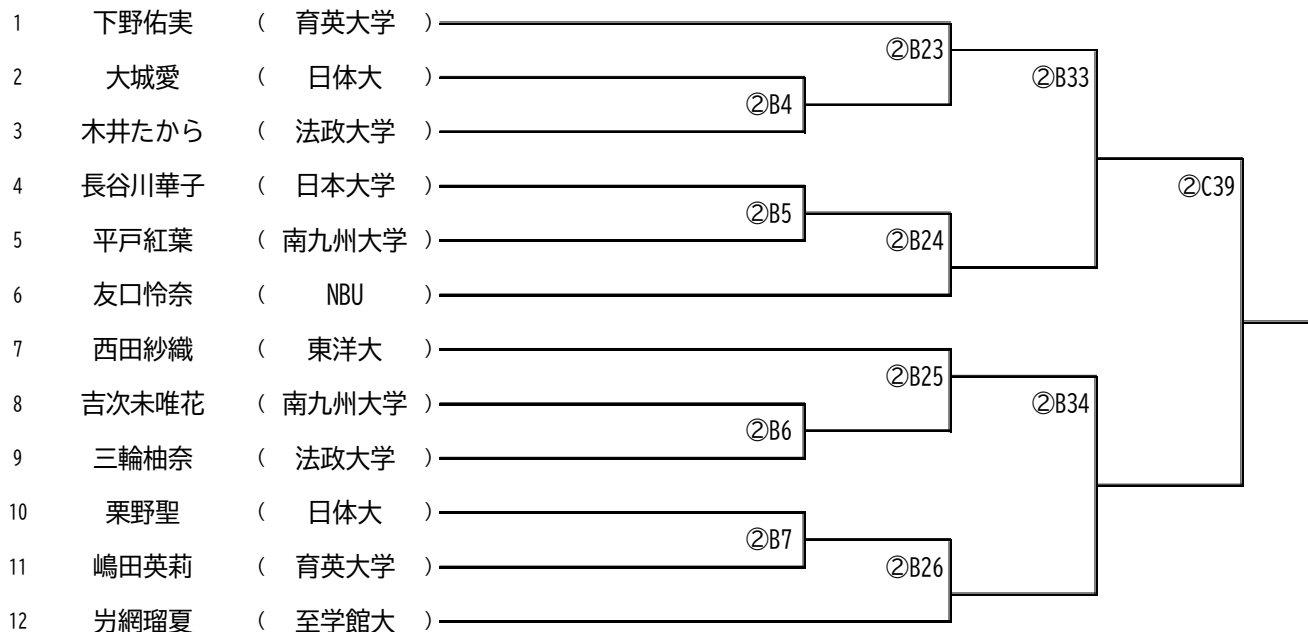 1 下野佑実 ( 育英大学 )
②B23
2 大城愛 ( 日体大 ) ②B33
②B4
3 木井たから ( 法政大学 )
4 長谷川華子 ( 日本大学 ) ②C39
②B5
5 平戸紅葉 ( 南九州大学 ) ②B24
6 友口怜奈 ( NBU )
7 西田紗織 ( 東洋大 )
②B25
8 吉次未唯花 ( 南九州大学 ) ②B34
②B6
9 三輪柚奈 ( 法政大学 )
10 栗野聖 ( 日体大 )
②B7
11 嶋田英莉 ( 育英大学 ) ②B26
12 屶網瑠夏 ( 至学館大 )